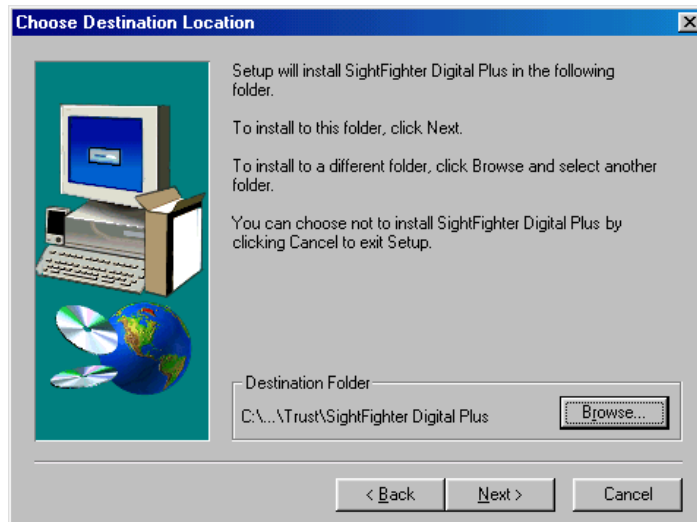 Choose Destination Location
Setup will install SightFighter Digital Plus in the following
folder.
To install to this folder, click Next.
To install to a different folder, click Browse and select another
folder.
You can choose not to install SightFighter Digital Plus by
clicking Cancel to exit Setup.
Destination Folder
C:\...\Trust\SightFighter Digital Plus
Browse...
< Back
Next >
Cancel